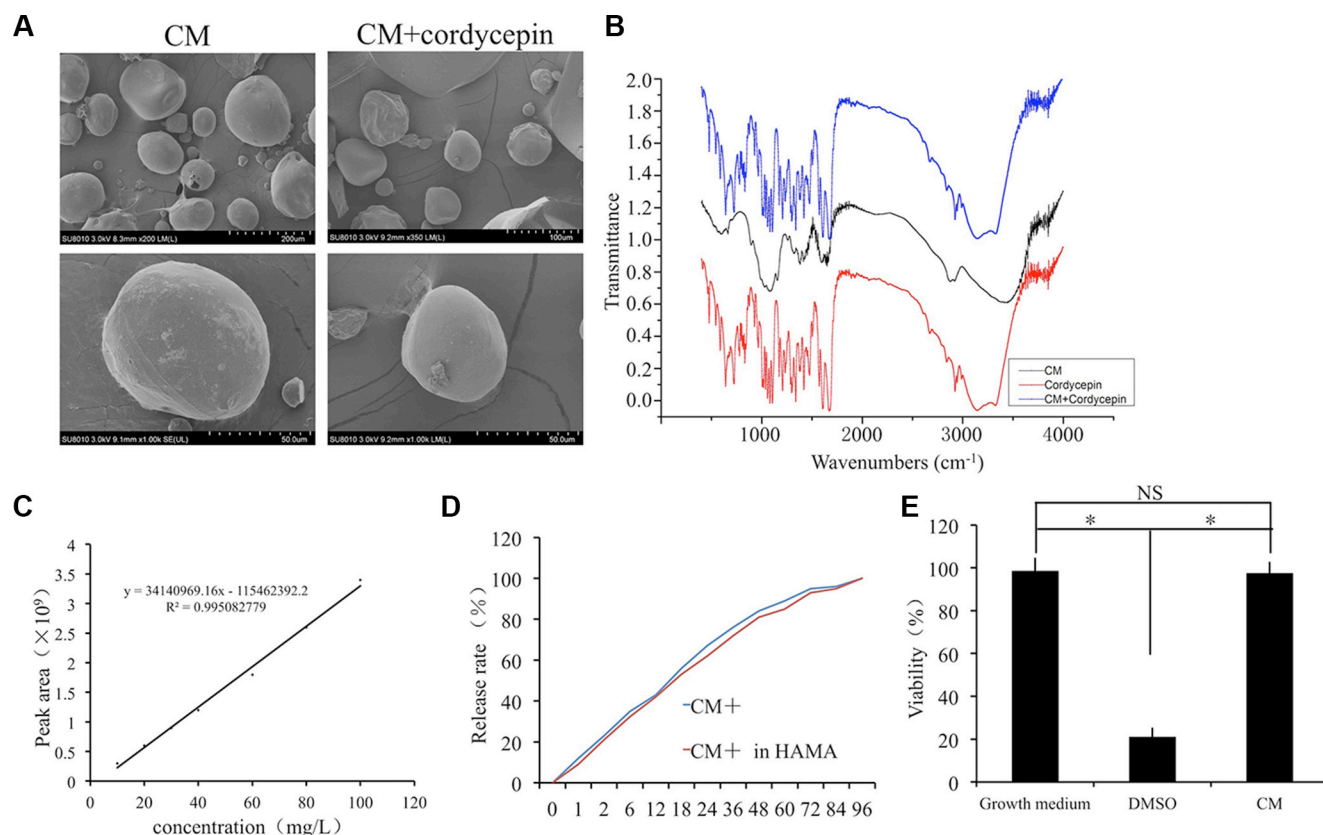 A
CM
CM+cordycepin
SU8010 3.0kV 8.3mm x200 LM(L)
200um
SU8010 3.0kV 9.2mm x350 LM(L)
100um
SU8010 3.0kV 9.1mm x1.00k SE(UL)
50.0um
SU8010 3.0kV 9.2mm x1.00k LM(L)
50.0um
B
Transmittance
2.0
1.8
1.6
1.4
1.2
1.0
0.8
0.6
0.4
0.2
0.0
CM
Cordycepin
CM+Cordycepin
1000
2000
3000
4000
Wavenumbers (cm-1)
C
Peak area（×10⁹）
4
3.5
3
2.5
2
1.5
1
0.5
0
y = 34140969.16x - 115462392.2
R² = 0.995082779
0
20
40
60
80
100
120
concentration（mg/L）
D
Release rate（%）
120
100
80
60
40
20
0
CM+
CM+ in HAMA
0 1 2 6 12 18 24 36 48 60 72 84 96
E
Viability（%）
120
100
80
60
40
20
0
NS
*
*
Growth medium
DMSO
CM